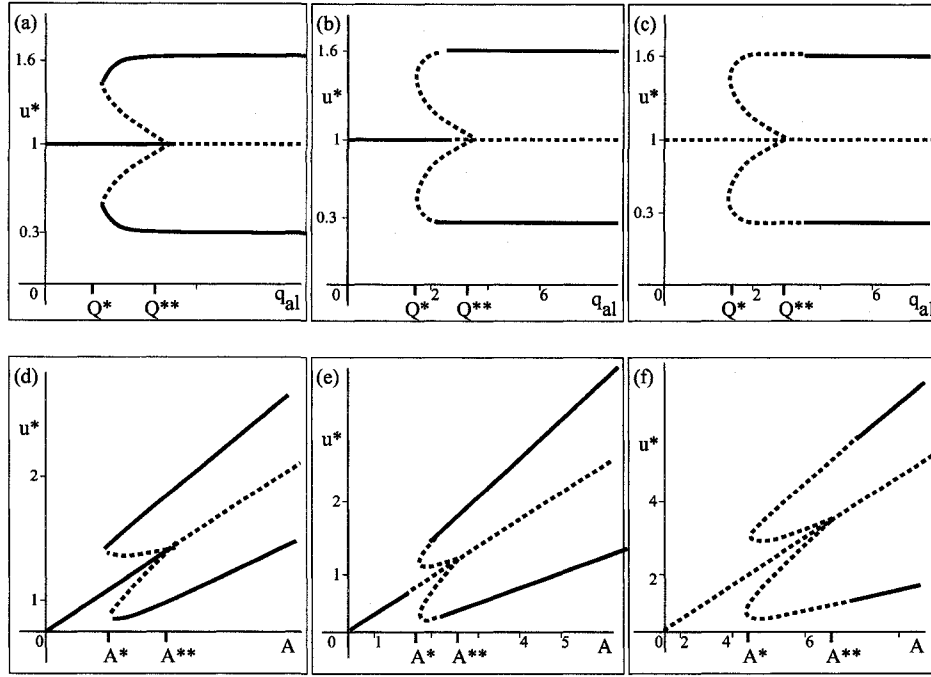 (a)
1.6
u*
1
0.3
0
Q* Q** q_al
(b)
1.6
u*
1
0.3
0
Q* 2 Q** 6 q_al
(c)
1.6
u*
1
0.3
0
Q* 2 Q** 6 q_al
(d)
u*
2
1
0
A* A** A
(e)
u*
2
1
0 1 A* A** 4 5 A
(f)
u*
4
2
0 2 4 A* 6 A** A